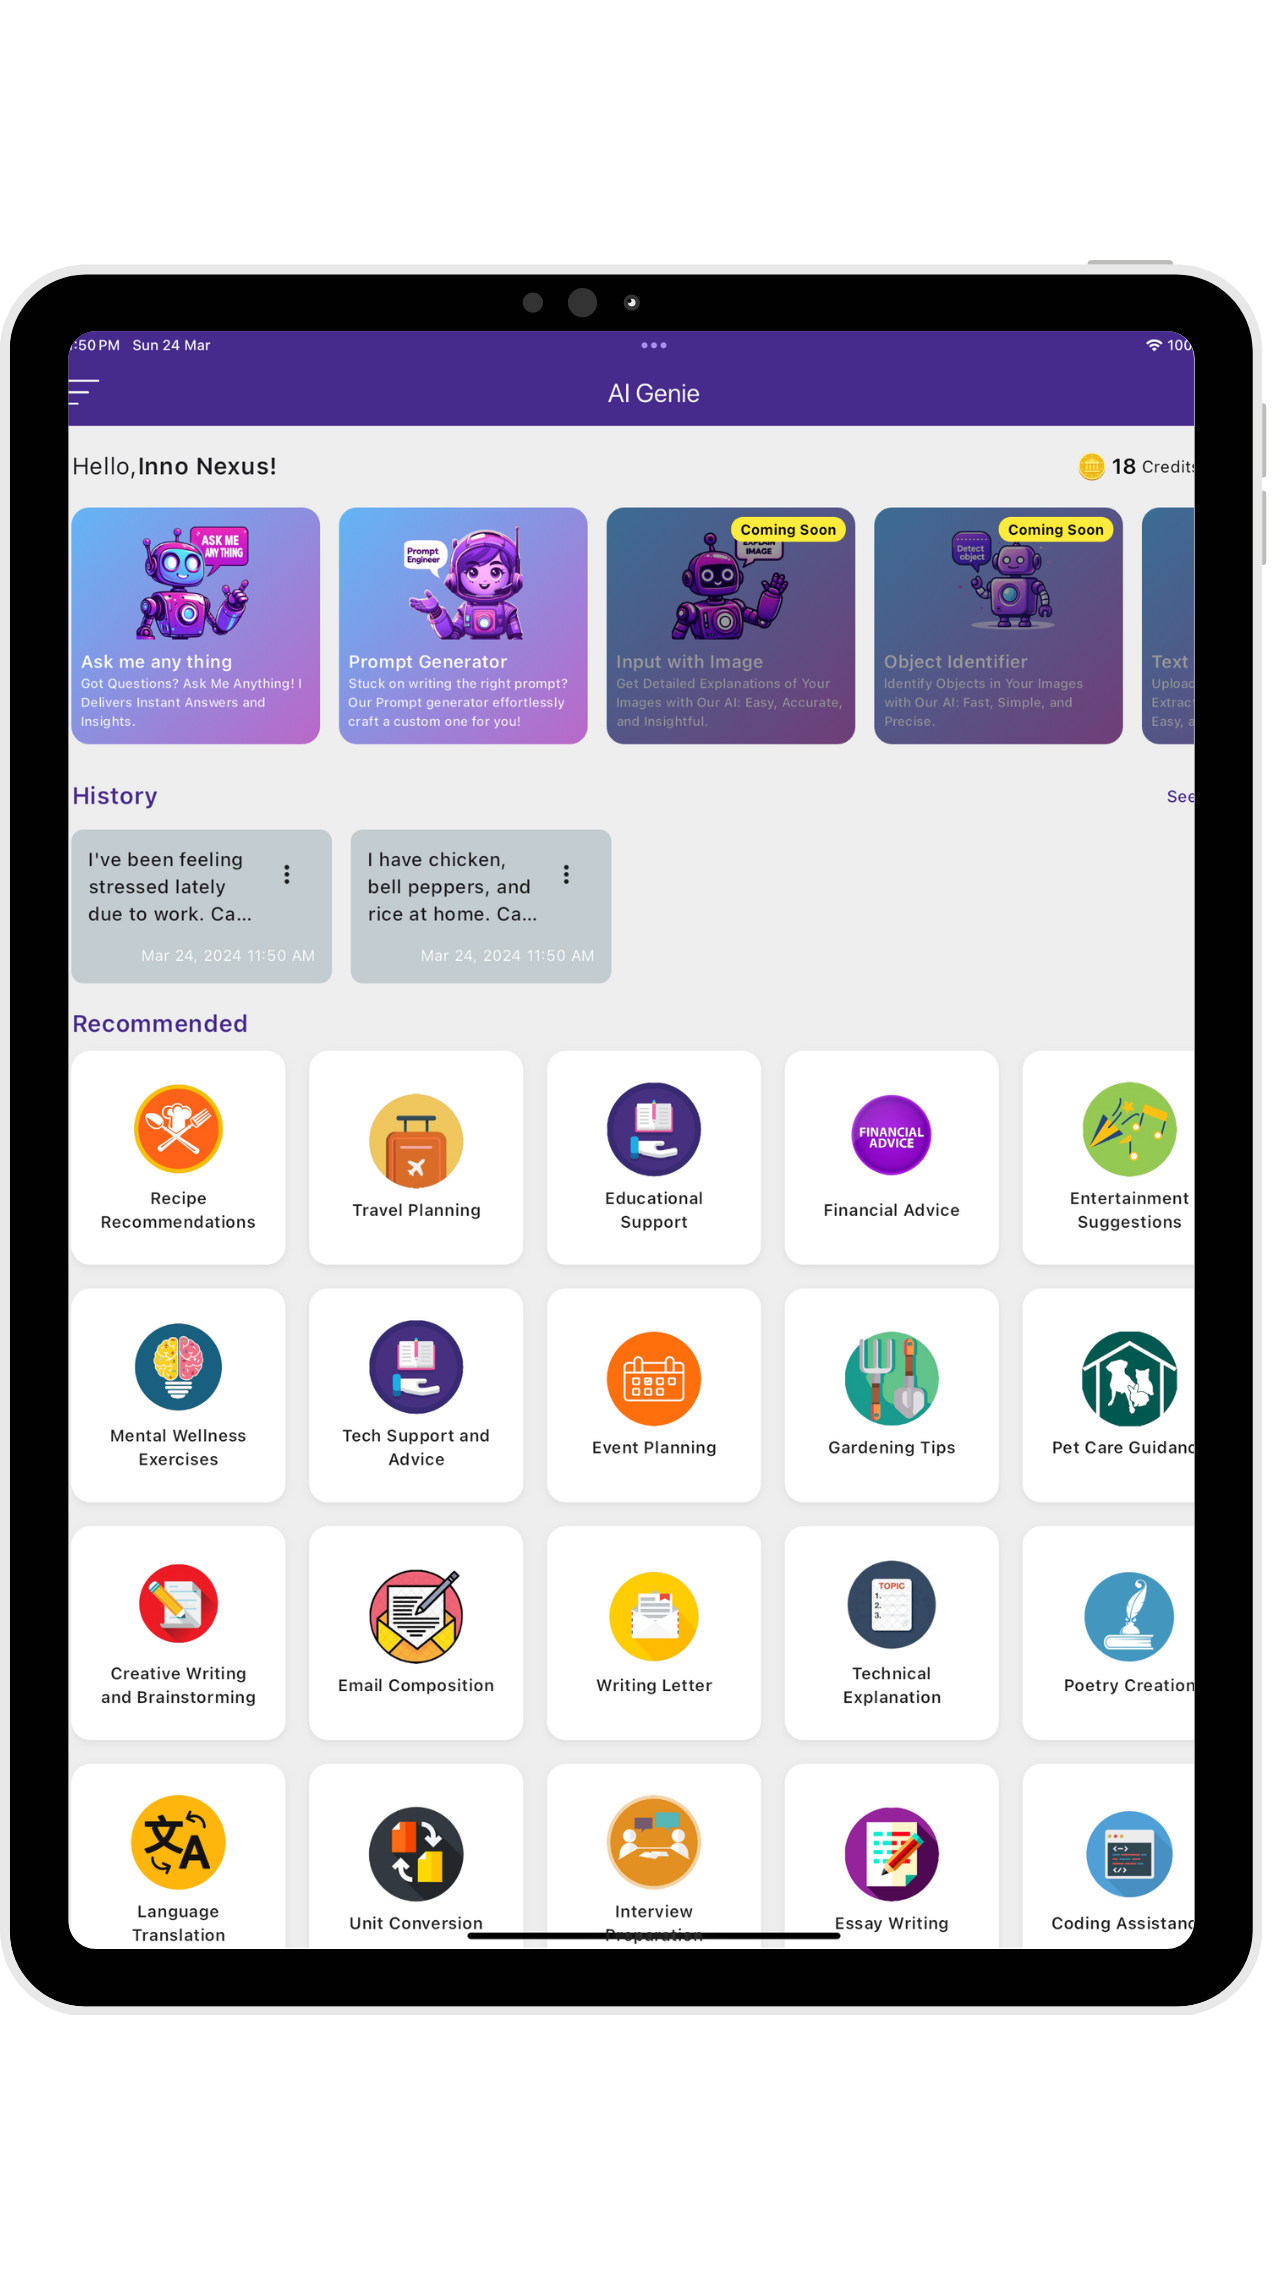 :50 PM Sun 24 Mar
100
AI Genie
Hello, Inno Nexus!
18 Credits
ASK ME
ANY THING
Ask me any thing
Got Questions? Ask Me Anything! I
Delivers Instant Answers and
Insights.
Prompt
Engineer
Prompt Generator
Stuck on writing the right prompt?
Our Prompt generator effortlessly
craft a custom one for you!
Coming Soon
EXPLAIN
IMAGE
Input with Image
Get Detailed Explanations of Your
Images with Our AI: Easy, Accurate,
and Insightful.
Coming Soon
Detect
object
Object Identifier
Identify Objects in Your Images
with Our AI: Fast, Simple, and
Precise.
Text
Easy,
History
See
I've been feeling
stressed lately
due to work. Ca...
Mar 24, 2024 11:50 AM
I have chicken,
bell peppers, and
rice at home. Ca...
Mar 24, 2024 11:50 AM
Recommended
Recipe
Recommendations
Travel Planning
Educational
Support
FINANCIAL
ADVICE
Financial Advice
Entertainment
Suggestions
Mental Wellness
Exercises
Tech Support and
Advice
Event Planning
Gardening Tips
Pet Care Guidanc
Creative Writing
and Brainstorming
Email Composition
Writing Letter
TOPIC
1.
2.
3.
Technical
Explanation
Poetry Creation
文A
Language
Translation
Unit Conversion
Interview
Preparation
Essay Writing
<->
</>
Coding Assistanc